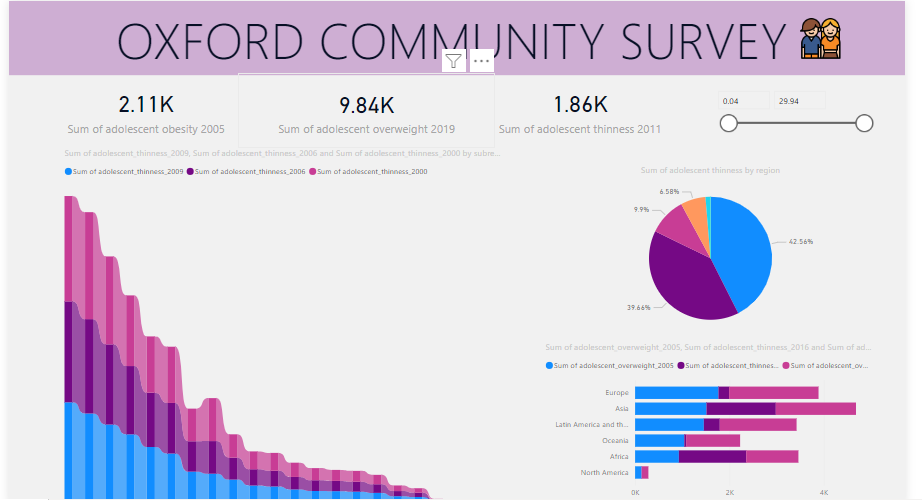 OXFORD COMMUNITY SURVEY
2.11K
Sum of adolescent obesity 2005
9.84K
Sum of adolescent overweight 2019
1.86K
Sum of adolescent thinness 2011
0.04
29.94
Sum of adolescent_thinness_2009, Sum of adolescent_thinness_2006 and Sum of adolescent_thinness_2000 by subre...
Sum of adolescent_thinness_2009
Sum of adolescent_thinness_2006
Sum of adolescent_thinness_2000
Sum of adolescent thinness by region
6.58%
9.9%
42.56%
39.66%
Sum of adolescent_overweight_2005, Sum of adolescent_thinness_2016 and Sum of ad...
Sum of adolescent_overweight_2005
Sum of adolescent_thinnes...
Sum of adolescent_ov...
Europe
Asia
Latin America and th...
Oceania
Africa
North America
0K
2K
4K